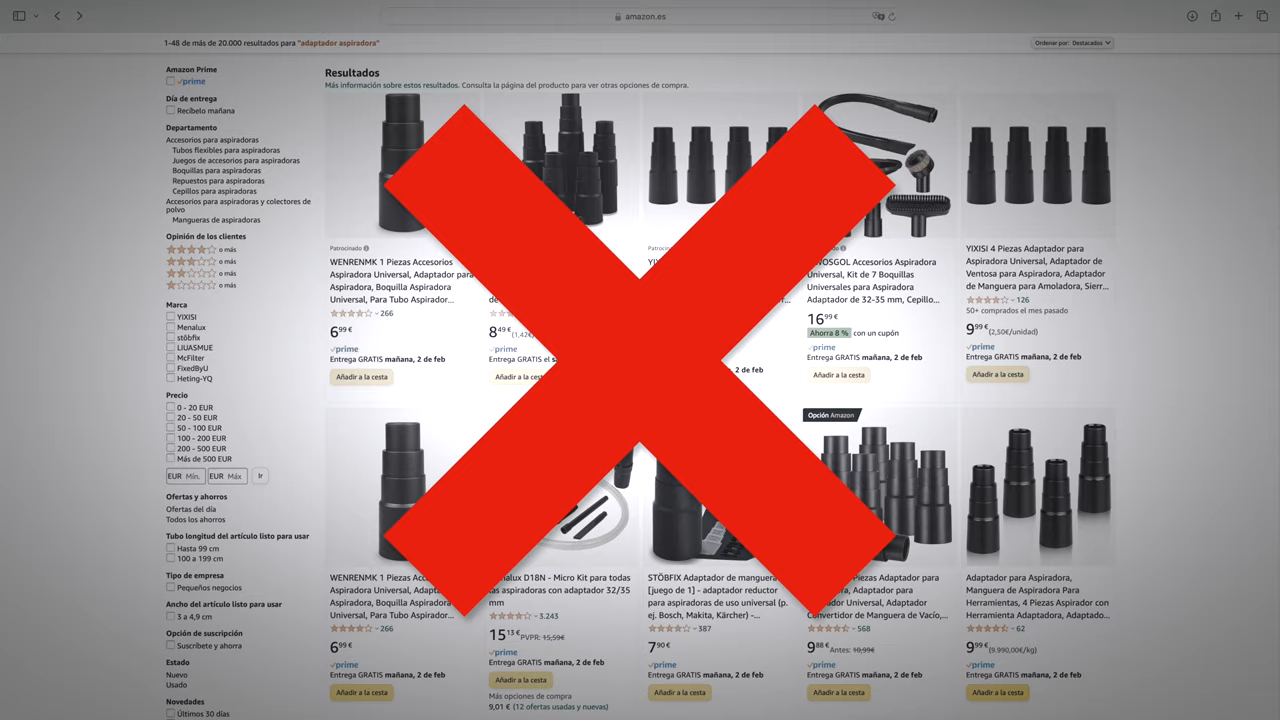 amazon.es
1-48 de más de 20.000 resultados para "adaptador aspiradora"
Ordenar por: Destacados
Amazon Prime
prime
Día de entrega
Recíbelo mañana
Departamento
Accesorios para aspiradoras
Tubos flexibles para aspiradoras
Juegos de accesorios para aspiradoras
Boquillas para aspiradoras
Repuestos para aspiradoras
Cepillos para aspiradoras
Accesorios para aspiradoras y colectores de
polvo
Mangueras de aspiradoras
Opinión de los clientes
o más
o más
o más
o más
Marca
YIXISI
Menalux
stöbfix
LIUASMUE
McFilter
FixedByU
Heting-YQ
Precio
0 - 20 EUR
20 - 50 EUR
50 - 100 EUR
100 - 200 EUR
200 - 500 EUR
Más de 500 EUR
EUR Mín. EUR Máx Ir
Ofertas y ahorros
Ofertas del día
Todos los ahorros
Tubo longitud del artículo listo para usar
Hasta 99 cm
100 a 199 cm
Tipo de empresa
Pequeños negocios
Ancho del artículo listo para usar
3 a 4,9 cm
Opción de suscripción
Suscríbete y ahorra
Estado
Nuevo
Usado
Novedades
Últimos 30 días
Resultados
Más información sobre estos resultados. Consulta la página del producto para ver otras opciones de compra.
Patrocinado
WENRENMK 1 Piezas Accesorios
Aspiradora Universal, Adaptador para
Aspiradora, Boquilla Aspiradora
Universal, Para Tubo Aspirador...
266
6,99 €
prime
Entrega GRATIS mañana, 2 de feb
Añadir a la cesta
8,49 € (1,42€
prime
Entrega GRATIS el
Añadir a la cesta
2 de feb
Accesorios Aspiradora
Universal, Kit de 7 Boquillas
Universales para Aspiradora
Adaptador de 32-35 mm, Cepillo...
16,99 €
Ahorra 8 % con un cupón
prime
Entrega GRATIS mañana, 2 de feb
Añadir a la cesta
YIXISI 4 Piezas Adaptador para
Aspiradora Universal, Adaptador de
Ventosa para Aspiradora, Adaptador
de Manguera para Amoladora, Sierr...
126
50+ comprados el mes pasado
9,99 € (2,50€/unidad)
prime
Entrega GRATIS mañana, 2 de feb
Añadir a la cesta
WENRENMK 1 Piezas
Aspiradora Universal,
Aspiradora, Boquilla Aspiradora
Universal, Para Tubo Aspirador...
266
6,99 €
prime
Entrega GRATIS mañana, 2 de feb
Añadir a la cesta
D18N - Micro Kit para todas
las aspiradoras con adaptador 32/35
mm
3.243
15,13 € PVPR: 15,59€
prime
Entrega GRATIS mañana, 2 de feb
Añadir a la cesta
Más opciones de compra
9,01 € (12 ofertas usadas y nuevas)
STÖBFIX Adaptador de manguera
[juego de 1] - adaptador reductor
para aspiradoras de uso universal (p.
ej. Bosch, Makita, Kärcher) -...
387
7,90 €
prime
Entrega GRATIS mañana, 2 de feb
Añadir a la cesta
Opción Amazon
Piezas Adaptador para
Universal, Adaptador
Convertidor de Manguera de Vacío,...
568
9,88 € Antes: 10,99€
prime
Entrega GRATIS mañana, 2 de feb
Añadir a la cesta
Adaptador para Aspiradora,
Manguera de Aspiradora Para
Herramientas, 4 Piezas Aspirador con
Herramienta Adaptador, Adaptado...
62
9,99 € (9.990,00€/kg)
prime
Entrega GRATIS mañana, 2 de feb
Añadir a la cesta